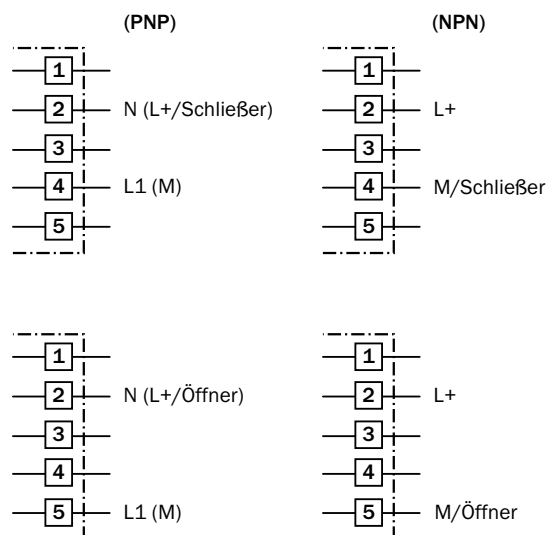 (PNP)
1
2 N (L+/Schließer)
3
4 L1 (M)
5
(NPN)
1
2 L+
3
4 M/Schließer
5
1
2 N (L+/Öffner)
3
4
5 L1 (M)
1
2 L+
3
4
5 M/Öffner